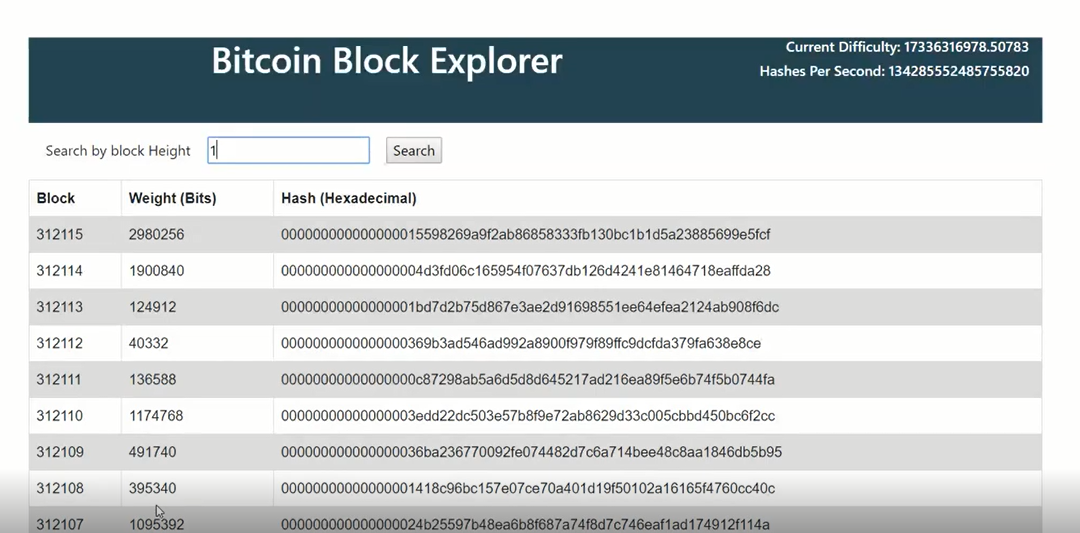 Bitcoin Block Explorer
Current Difficulty: 17336316978.50783
Hashes Per Second: 134285552485755820
Search by block Height 1 Search
Block Weight (Bits) Hash (Hexadecimal)
312115 2980256 000000000000000015598269a9f2ab86858333fb130bc1b1d5a23885699e5fcf
312114 1900840 00000000000000004d3fd06c165954f07637db126d4241e81464718eaffda28
312113 124912 00000000000000001bd7d2b75d867e3ae2d91698551ee64efea2124ab908f6dc
312112 40332 0000000000000000369b3ad546ad992a8900f979f89ffc9dcfda379fa638e8ce
312111 136588 00000000000000000c87298ab5a6d5d8d645217ad216ea89f5e6b74f5b0744fa
312110 1174768 00000000000000003edd22dc503e57b8f9e72ab8629d33c005cbbd450bc6f2cc
312109 491740 000000000000000036ba236770092fe074482d7c6a714bee48c8aa1846db5b95
312108 395340 00000000000000001418c96bc157e07ce70a401d19f50102a16165f4760cc40c
312107 1095392 000000000000000024b25597b48ea6b8f687a74f8d7c746eaf1ad174912f114a